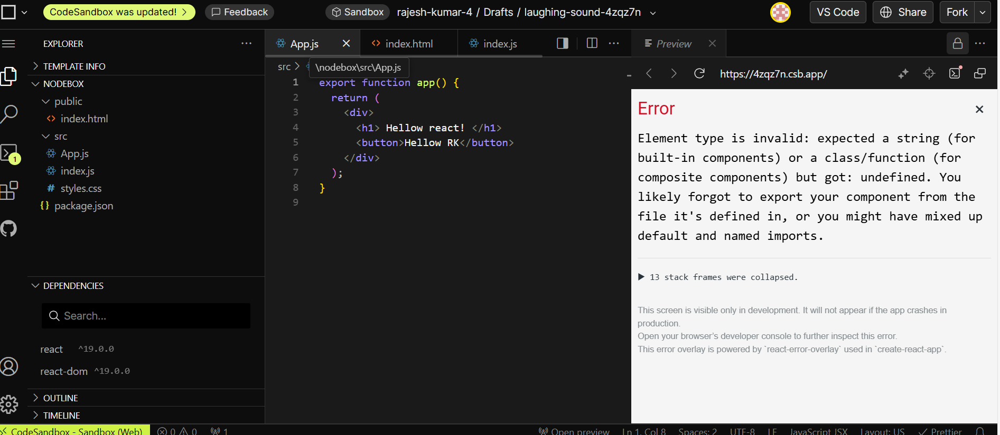 CodeSandbox was updated!
Feedback
Sandbox
rajesh-kumar-4 / Drafts / laughing-sound-4zqz7n
VS Code
Share
Fork
EXPLORER
TEMPLATE INFO
NODEBOX
public
<> index.html
src
App.js
index.js
# styles.css
{} package.json
DEPENDENCIES
Search...
react ^19.0.0
react-dom ^19.0.0
OUTLINE
TIMELINE
1
App.js
<> index.html
index.js
Preview
src >
\nodebox\src\App.js
1 export function app() {
2 return (
3 <div>
4 <h1> Hellow react! </h1>
5 <button>Hellow RK</button>
6 </div>
7 );
8 }
9
https://4zqz7n.csb.app/
Error
Element type is invalid: expected a string (for
built-in components) or a class/function (for
composite components) but got: undefined. You
likely forgot to export your component from the
file it's defined in, or you might have mixed up
default and named imports.
▶ 13 stack frames were collapsed.
This screen is visible only in development. It will not appear if the app crashes in
production.
Open your browser’s developer console to further inspect this error.
This error overlay is powered by `react-error-overlay` used in `create-react-app`.
CodeSandbox - Sandbox (Web) 0 0 1 Open preview Ln 1, Col 8 Spaces: 2 UTF-8 LF JavaScript JSX Layout: US Prettier